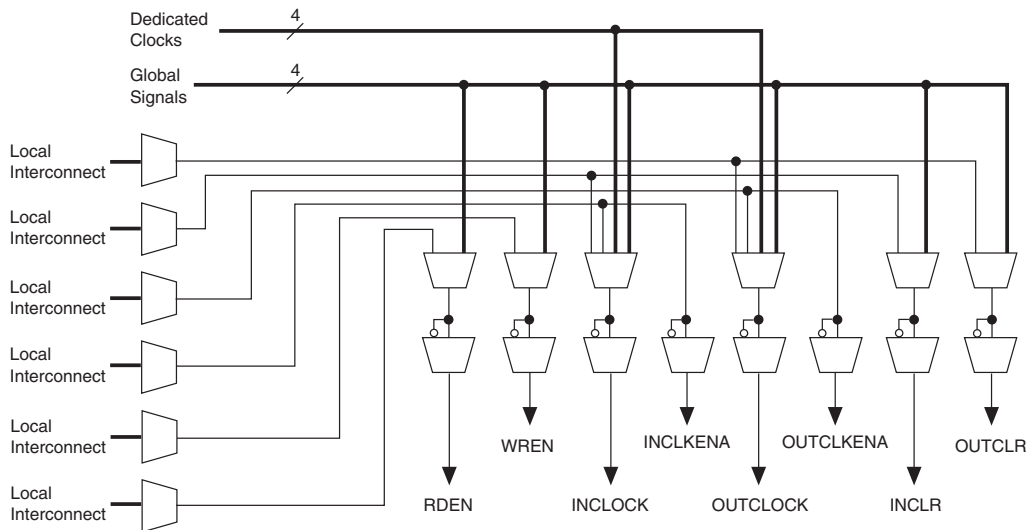 Dedicated
Clocks
4
Global
Signals
4
Local
Interconnect
Local
Interconnect
Local
Interconnect
Local
Interconnect
Local
Interconnect
Local
Interconnect
WREN
INCLKENA
OUTCLKENA
OUTCLR
RDEN
INCLOCK
OUTCLOCK
INCLR